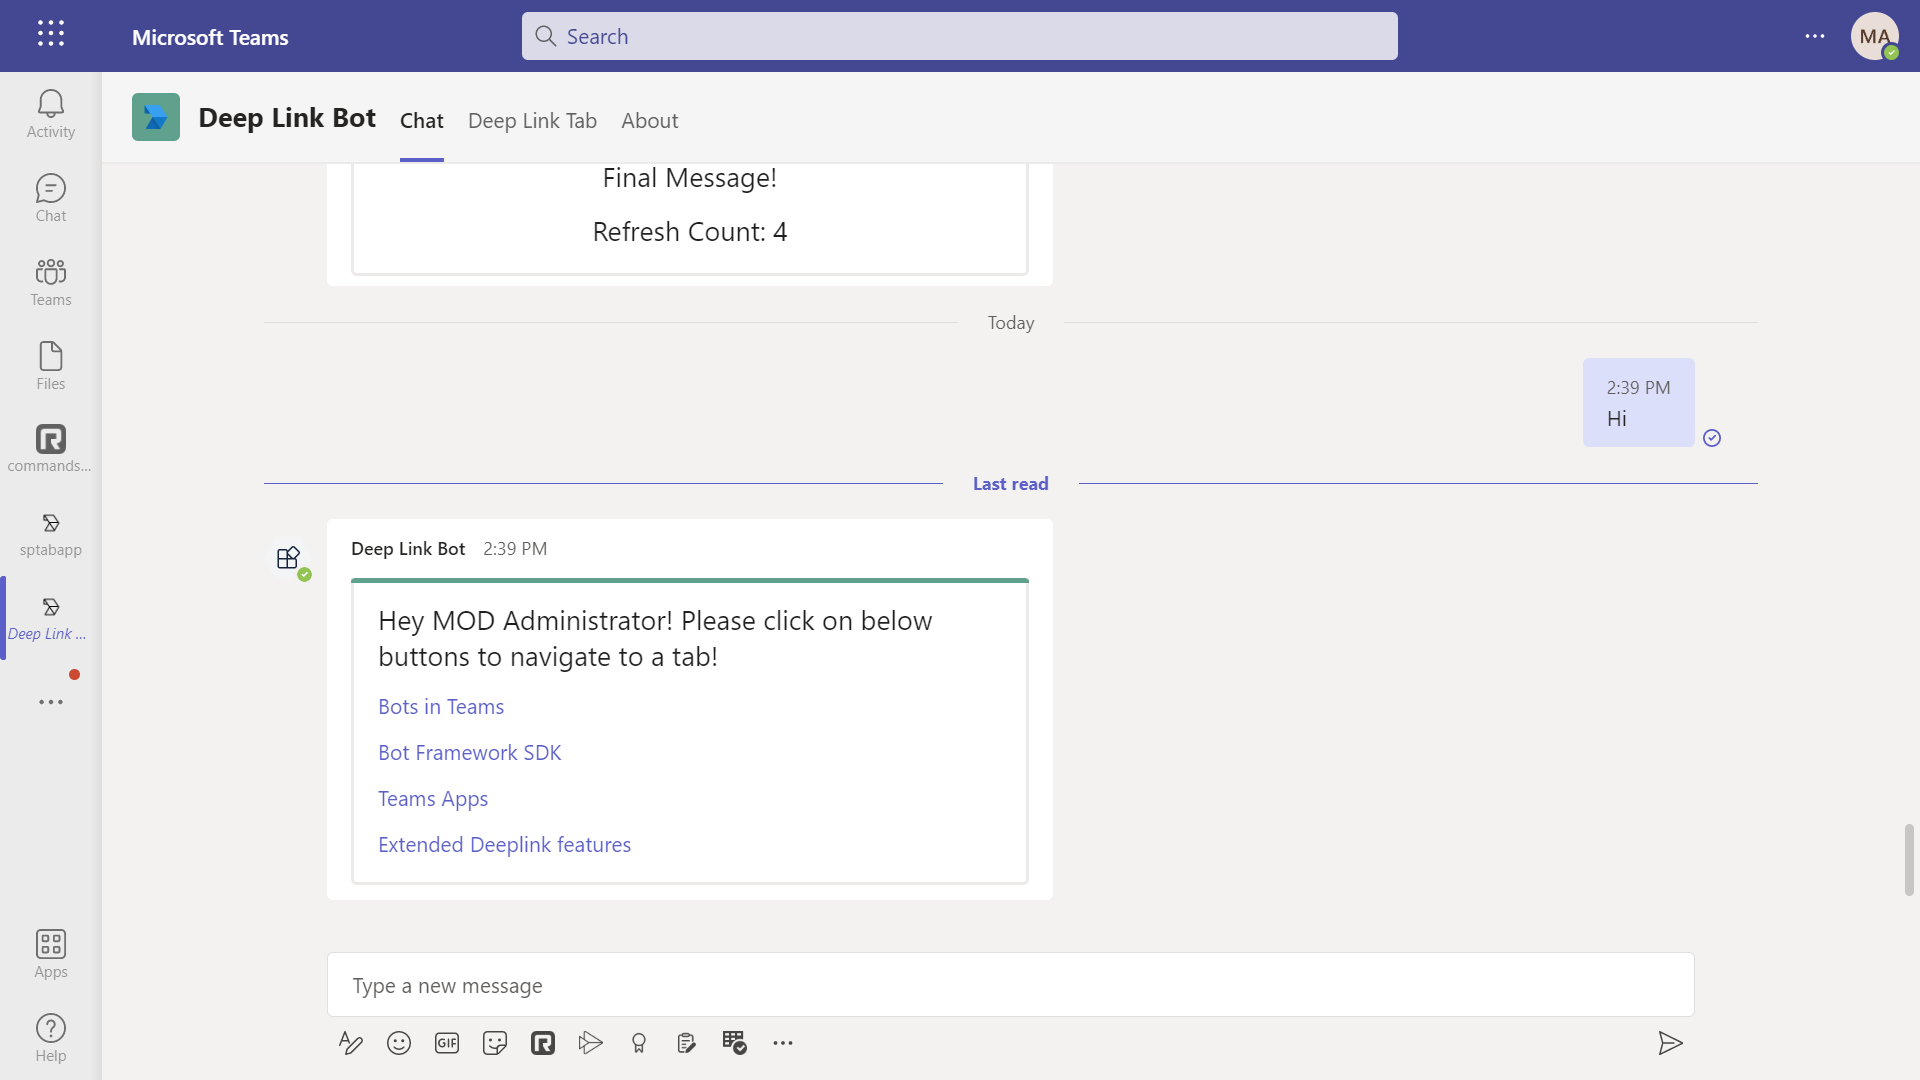 Microsoft Teams
Search
MA
Activity
Chat
Teams
Files
commands...
sptabapp
Deep Link ...
Apps
Help
Deep Link Bot
Chat
Deep Link Tab
About
Final Message!
Refresh Count: 4
Today
2:39 PM
Hi
Last read
Deep Link Bot 2:39 PM
Hey MOD Administrator! Please click on below
buttons to navigate to a tab!
Bots in Teams
Bot Framework SDK
Teams Apps
Extended Deeplink features
Type a new message
GIF